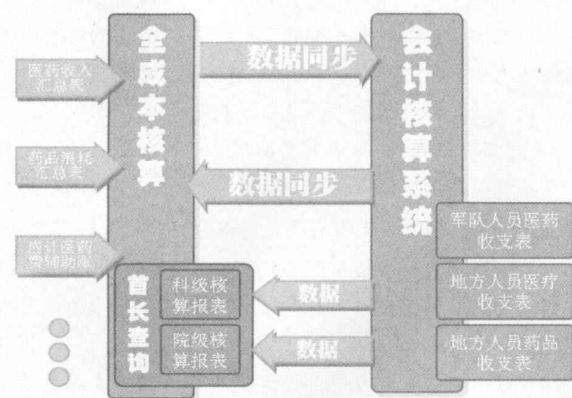 全成本核算
会计核算系统
数据同步
数据同步
医药收入
汇总表
药品消耗
汇总表
应计医药
费辅助账
首长查询
科级核
算报表
院级核
算报表
数据
数据
军队人员医药
收支表
地方人员医疗
收支表
地方人员药品
收支表